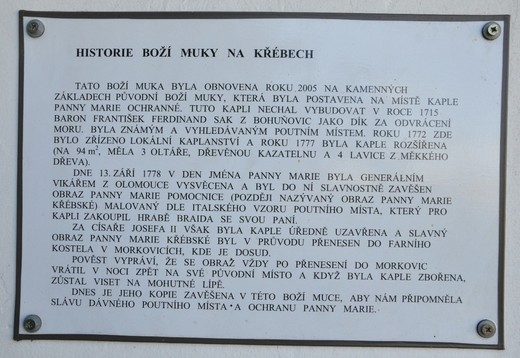 HISTORIE BOŽÍ MUKY NA KŘÉBECH
TATO BOŽÍ MUKA BYLA OBNOVENA ROKU 2005 NA KAMENNÝCH
ZÁKLADECH PŮVODNÍ BOŽÍ MUKY, KTERÁ BYLA POSTAVENA NA MÍSTĚ KAPLE
PANNY MARIE OCHRANNÉ. TUTO KAPLI NECHAL VYBUDOVAT V ROCE 1715
BARON FRANTIŠEK FERDINAND SAK Z BOHUŇOVIC JAKO DÍK ZA ODVRÁCENÍ
MORU. BYLA ZNÁMÝM A VYHLEDÁVANÝM POUTNÍM MÍSTEM. ROKU 1772 ZDE
BYLO ZŘÍZENO LOKÁLNÍ KAPLANSTVÍ A ROKU 1777 BYLA KAPLE ROZŠÍŘENA
(NA 94 m², MĚLA 3 OLTÁŘE, DŘEVĚNOU KAZATELNU A 4 LAVICE Z MĚKKÉHO
DŘEVA).
DNE 13. ZÁŘÍ 1778 V DEN JMÉNA PANNY MARIE BYLA GENERÁLNÍM
VIKÁŘEM Z OLOMOUCE VYSVĚCENA A BYL DO NÍ SLAVNOSTNĚ ZAVĚŠEN
OBRAZ PANNY MARIE POMOCNICE (POZDĚJI NAZÝVANÝ OBRAZ PANNY MARIE
KŘÉBSKÉ) MALOVANÝ DLE ITALSKÉHO VZORU POUTNÍHO MÍSTA, KTERÝ PRO
KAPLI ZAKOUPIL HRABĚ BRAIDA SE SVOU PANÍ.
ZA CÍSAŘE JOSEFA II VŠAK BYLA KAPLE ÚŘEDNĚ UZAVŘENA A SLAVNÝ
OBRAZ PANNY MARIE KŘÉBSKÉ BYL V PRŮVODU PŘENESEN DO FARNÍHO
KOSTELA V MORKOVICÍCH, KDE JE DOSUD.
POVĚST VYPRÁVÍ, ŽE SE OBRAZ VŽDY PO PŘENESENÍ DO MORKOVIC
VRÁTIL V NOCI ZPĚT NA SVÉ PŮVODNÍ MÍSTO A KDYŽ BYLA KAPLE ZBOŘENA,
ZŮSTAL VISET NA MOHUTNÉ LÍPĚ.
DNES JE JEHO KOPIE ZAVĚŠENA V TÉTO BOŽÍ MUCE, ABY NÁM PŘIPOMNĚLA
SLÁVU DÁVNÉHO POUTNÍHO MÍSTA A OCHRANU PANNY MARIE.